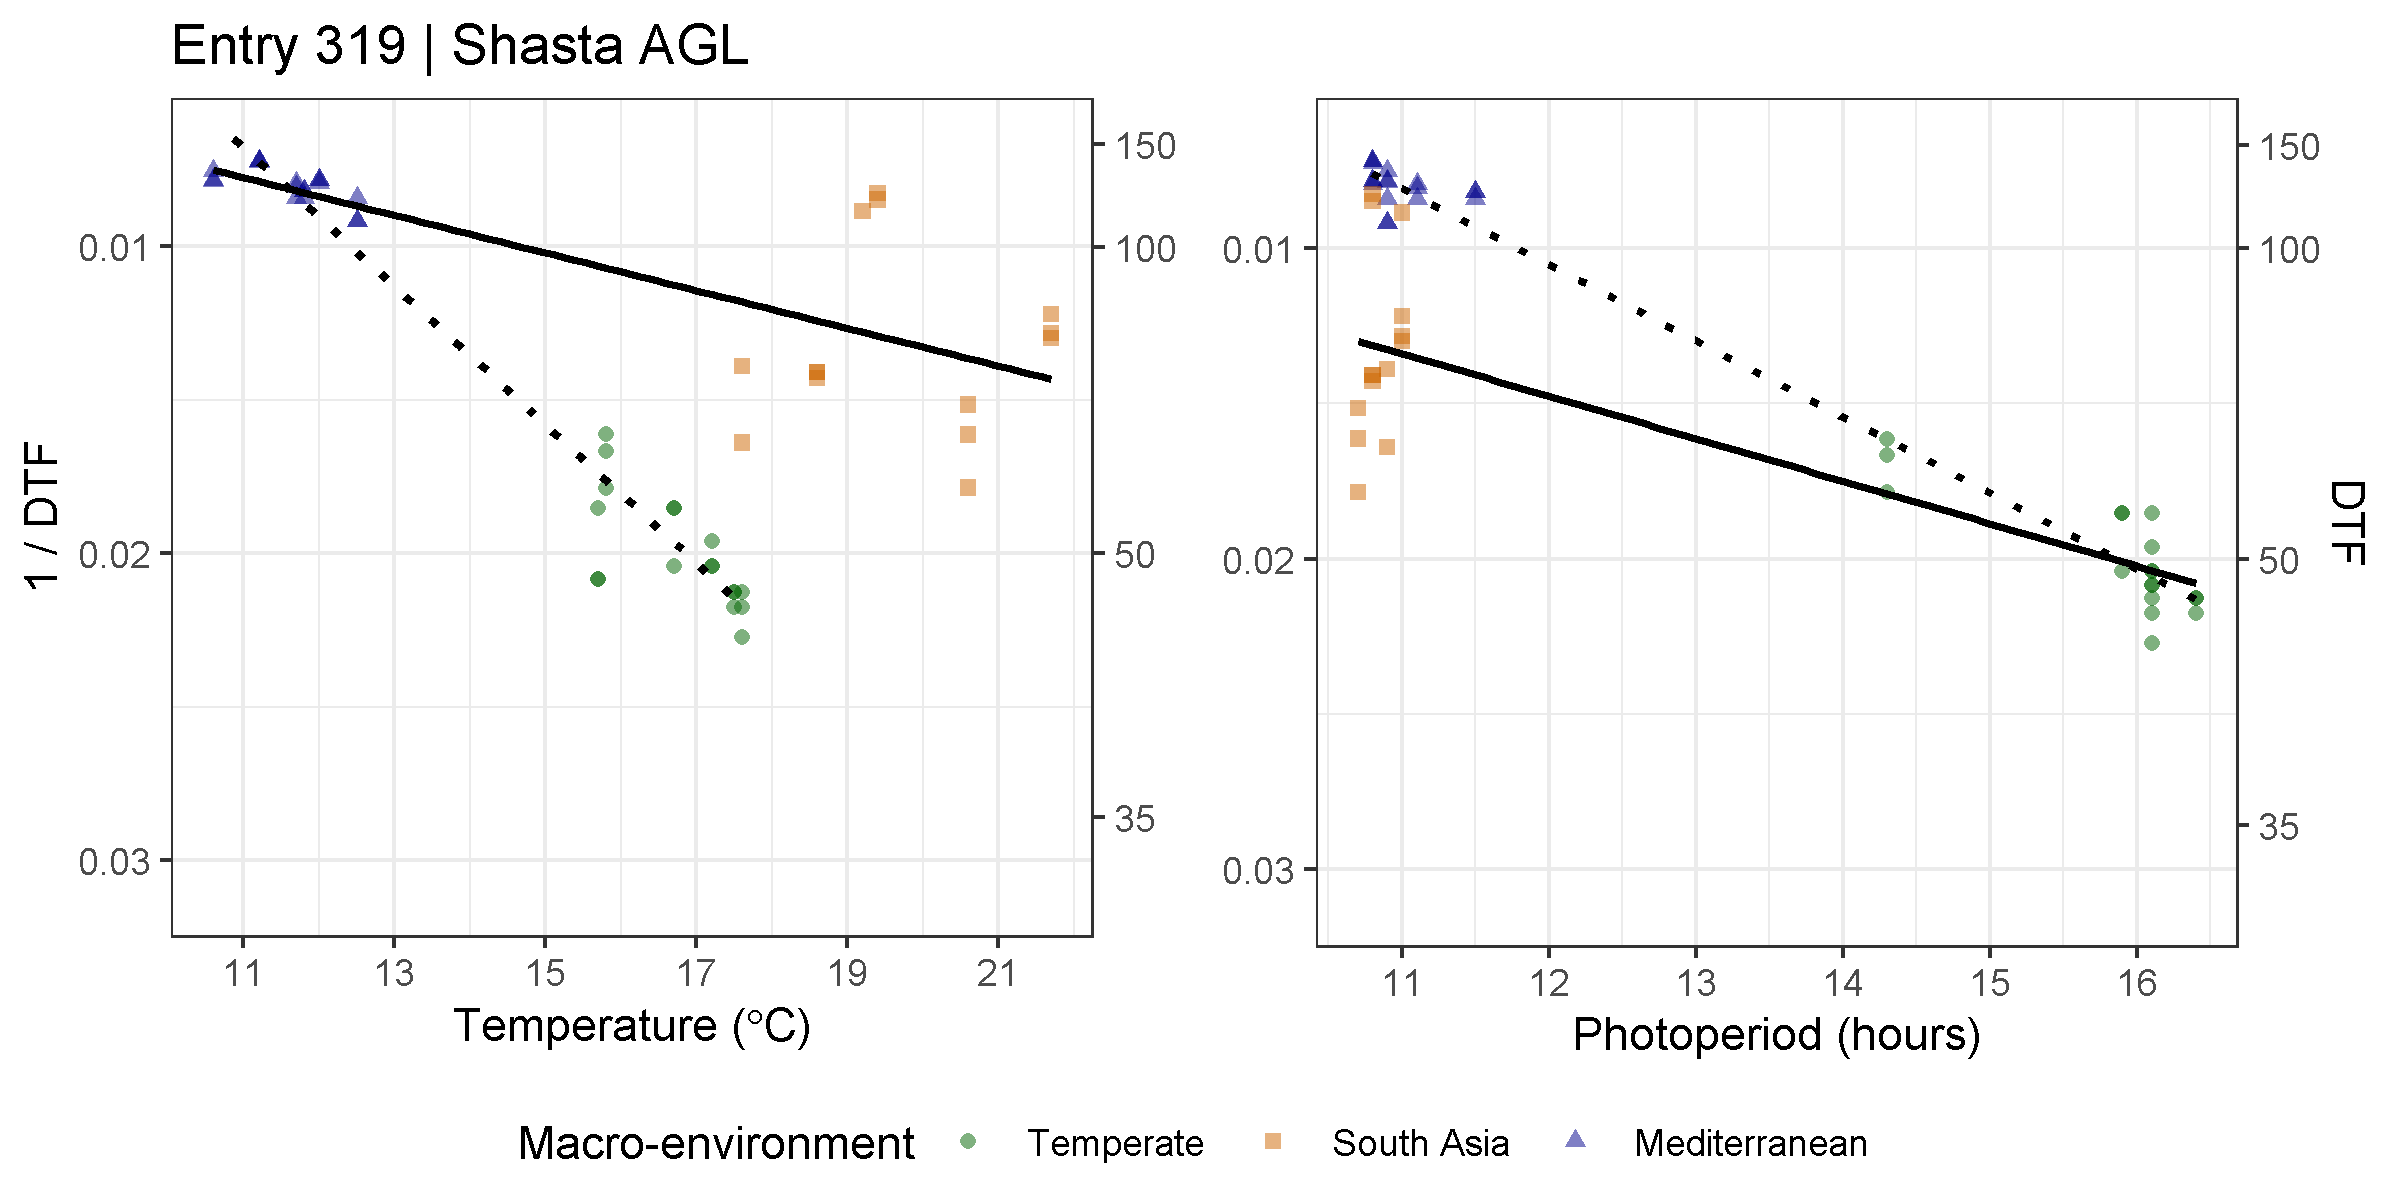 Entry 319 | Shasta AGL
1 / DTF
0.01
0.02
0.03
150
100
50
35
11 13 15 17 19 21
Temperature (°C)
0.01
0.02
0.03
150
100
50
35
DTF
11 12 13 14 15 16
Photoperiod (hours)
Macro-environment Temperate South Asia Mediterranean